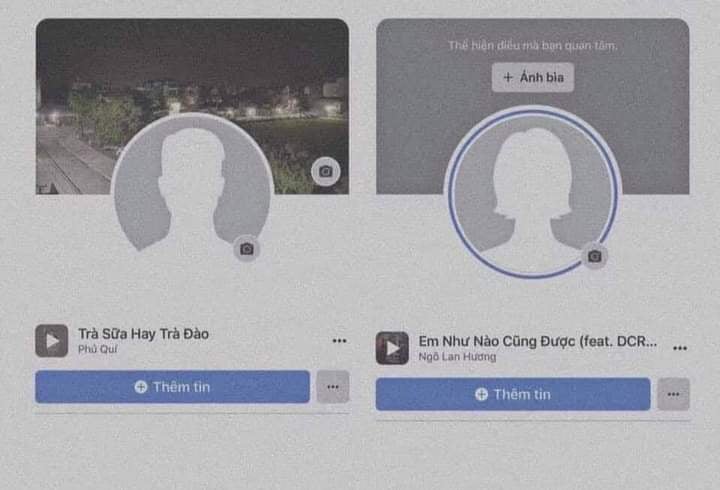 Trà Sữa Hay Trà Đào
Phú Quí
Thêm tin
Thể hiện điều mà bạn quan tâm.
+ Ảnh bìa
Em Như Nào Cũng Được (feat. DCR...
Ngô Lan Hương
Thêm tin